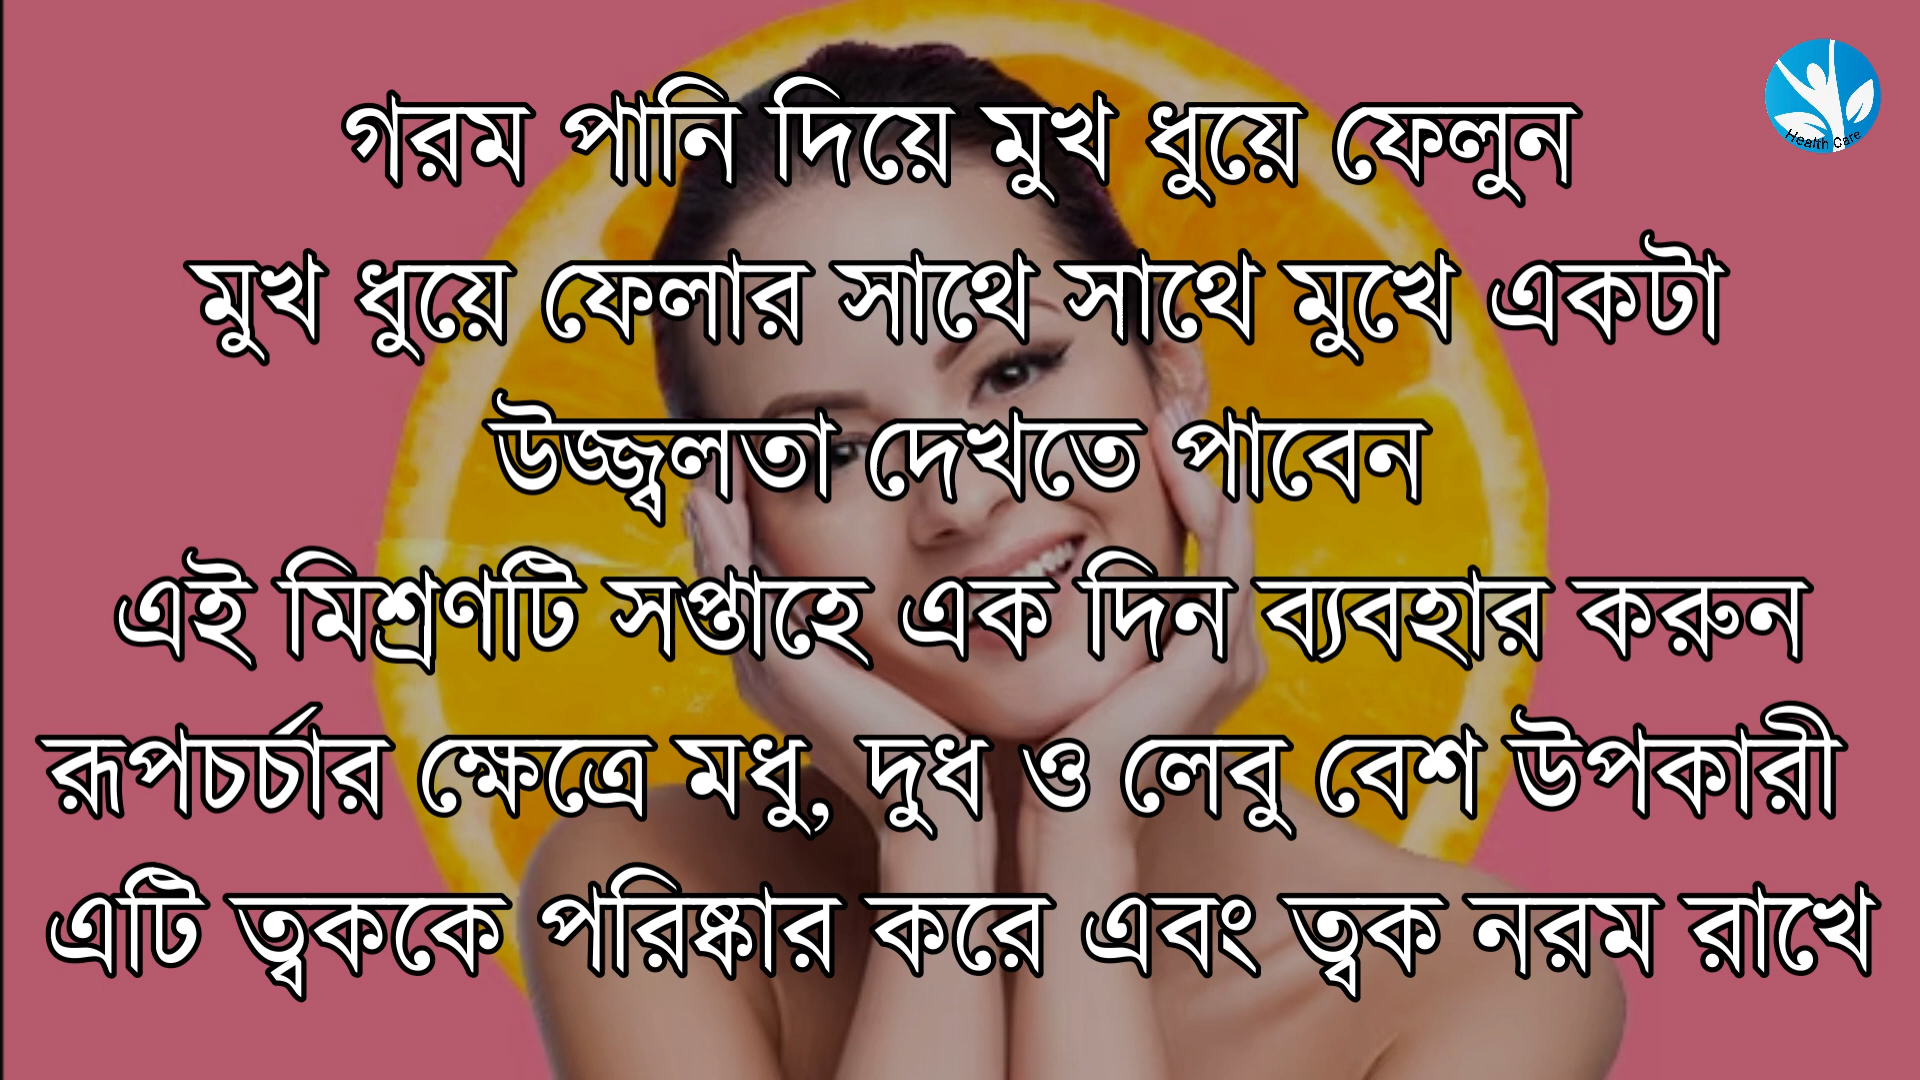 গরম পানি দিয়ে মুখ ধুয়ে ফেলুন
মুখ ধুয়ে ফেলার সাথে সাথে মুখে একটা
উজ্জ্বলতা দেখতে পাবেন
এই মিশ্রণটি সপ্তাহে এক দিন ব্যবহার করুন
রূপচর্চার ক্ষেত্রে মধু, দুধ ও লেবু বেশ উপকারী
এটি ত্বককে পরিষ্কার করে এবং ত্বক নরম রাখে
Health Care